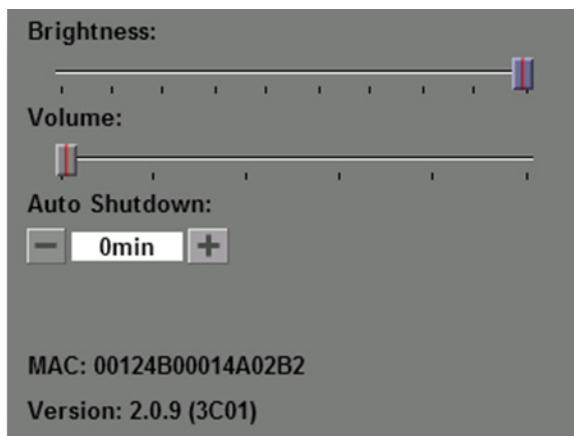 Brightness:
Volume:
Auto Shutdown:
0min
MAC: 00124B00014A02B2
Version: 2.0.9 (3C01)